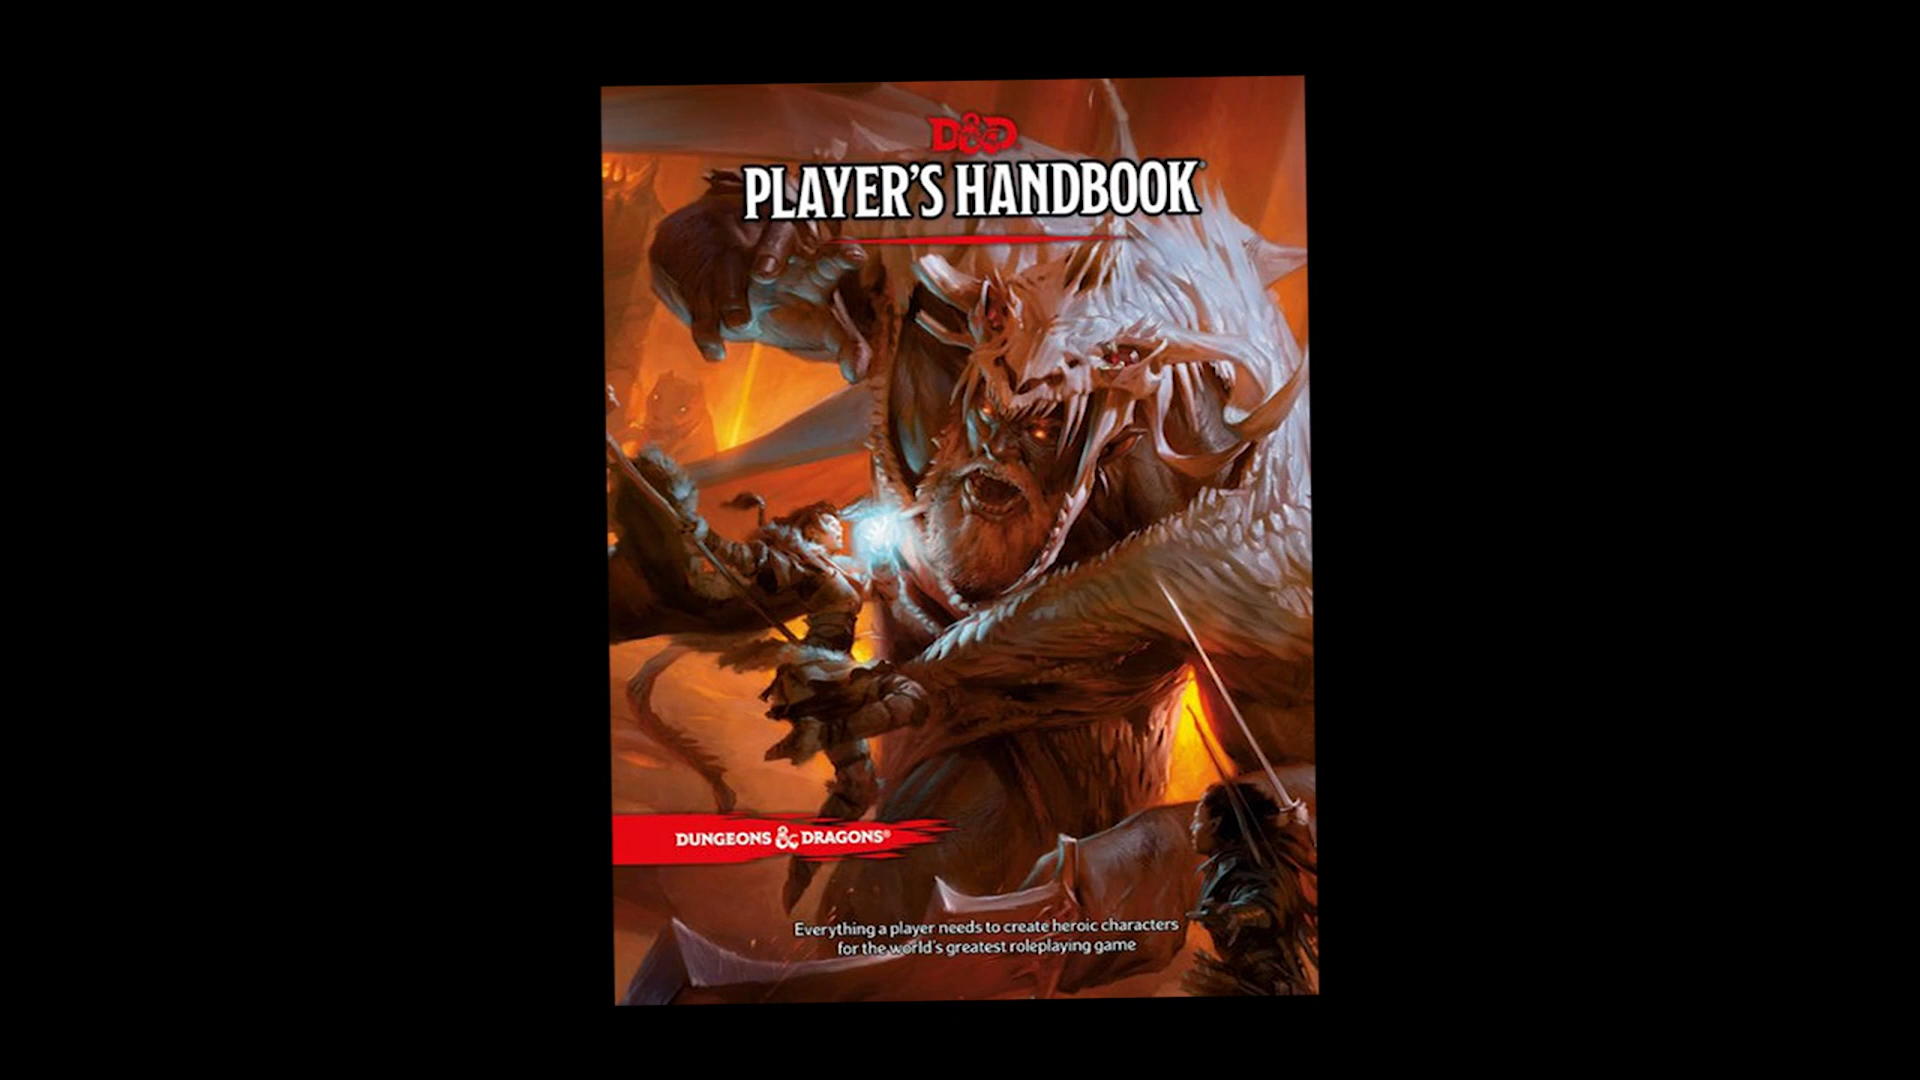 D&D
PLAYER'S HANDBOOK
DUNGEONS & DRAGONS®
Everything a player needs to create heroic characters
for the world's greatest roleplaying game